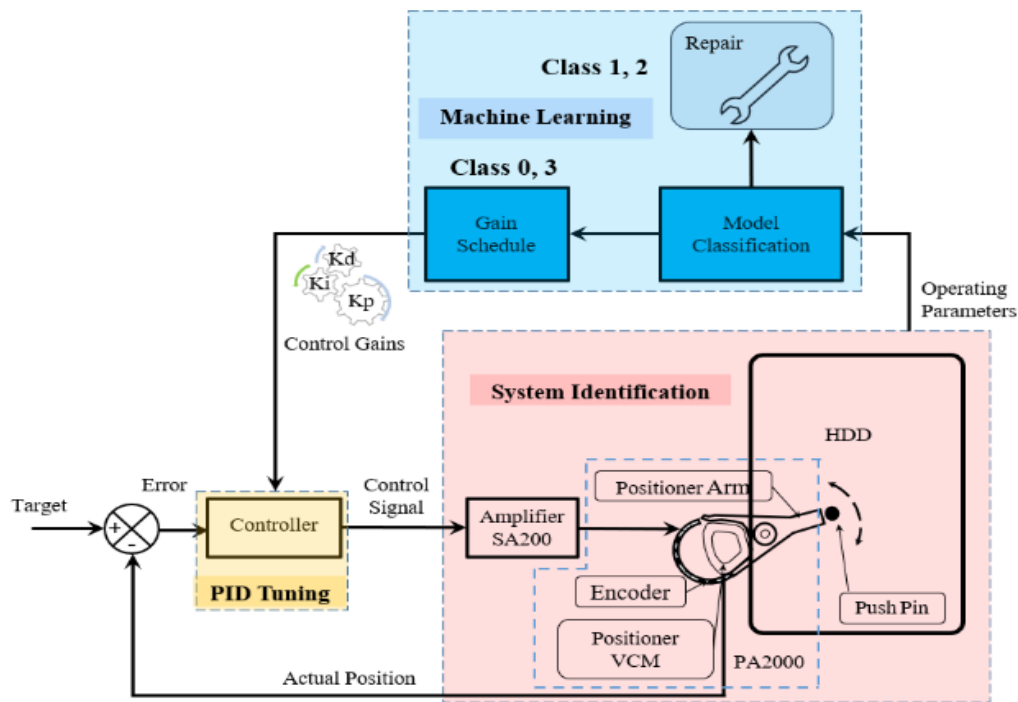 Repair
Class 1, 2
Machine Learning
Class 0, 3
Gain
Schedule
Model
Classification
Kd
Ki
Kp
Control Gains
Operating
Parameters
System Identification
HDD
Target
Error
+
-
Controller
PID Tuning
Control
Signal
Amplifier
SA200
Positioner Arm
Encoder
Positioner
VCM
Push Pin
PA2000
Actual Position